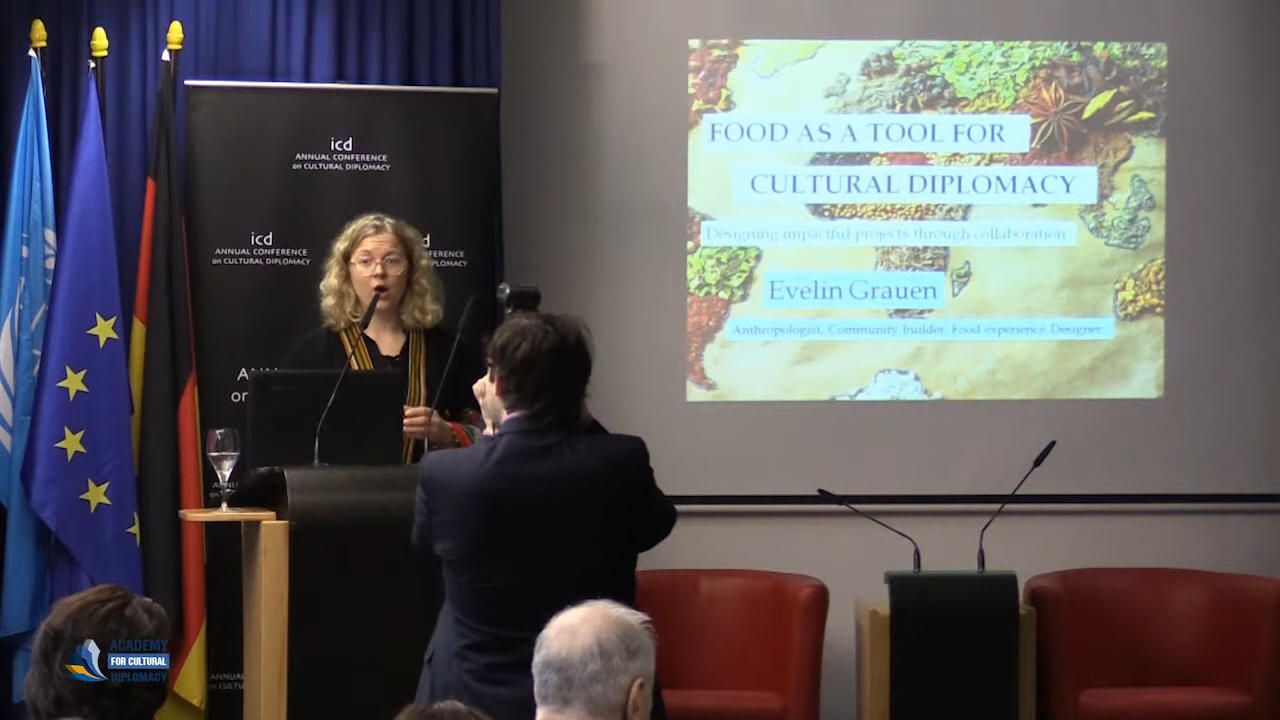 icd
ANNUAL CONFERENCE
on CULTURAL DIPLOMACY
icd
ANNUAL CONFERENCE
on CULTURAL DIPLOMACY
FOOD AS A TOOL FOR
CULTURAL DIPLOMACY
Designing impactful projects through collaboration.
Evelin Grauen
Anthropologist, Community builder, Food experience Designer
ACADEMY
FOR CULTURAL
DIPLOMACY